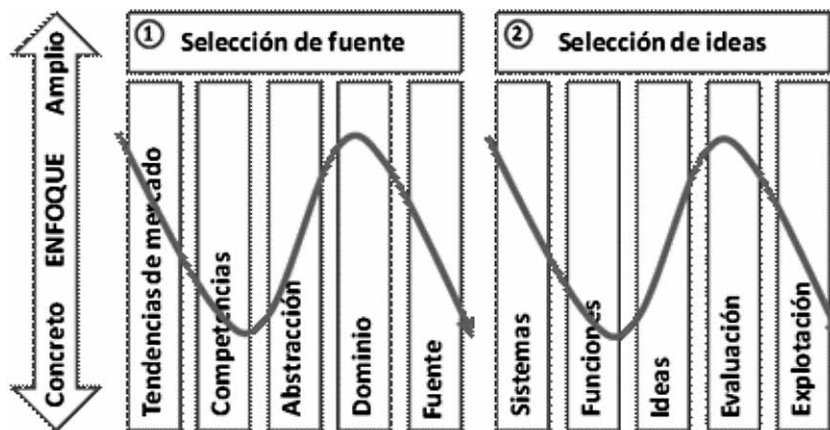 Amplio
ENFOQUE
Concreto
1 Selección de fuente
Tendencias de mercado
Competencias
Abstracción
Dominio
Fuente
2 Selección de ideas
Sistemas
Funciones
Ideas
Evaluación
Explotación